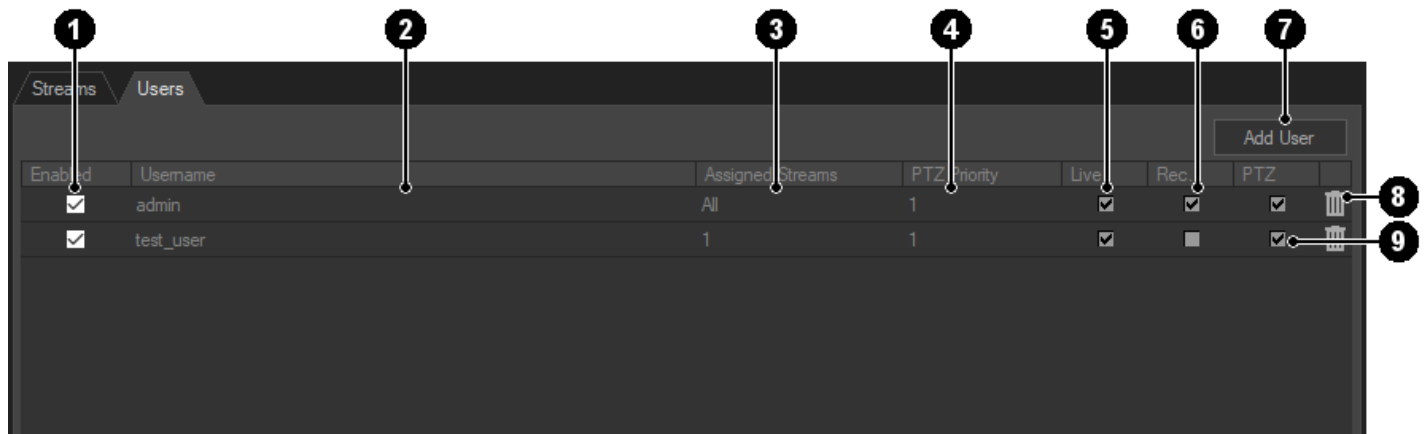 1 2 3 4 5 6 7
Streams Users
Add User
Enabled Username Assigned Streams PTZ Priority Live Rec... PTZ
admin All 1 8
test_user 1 1 9